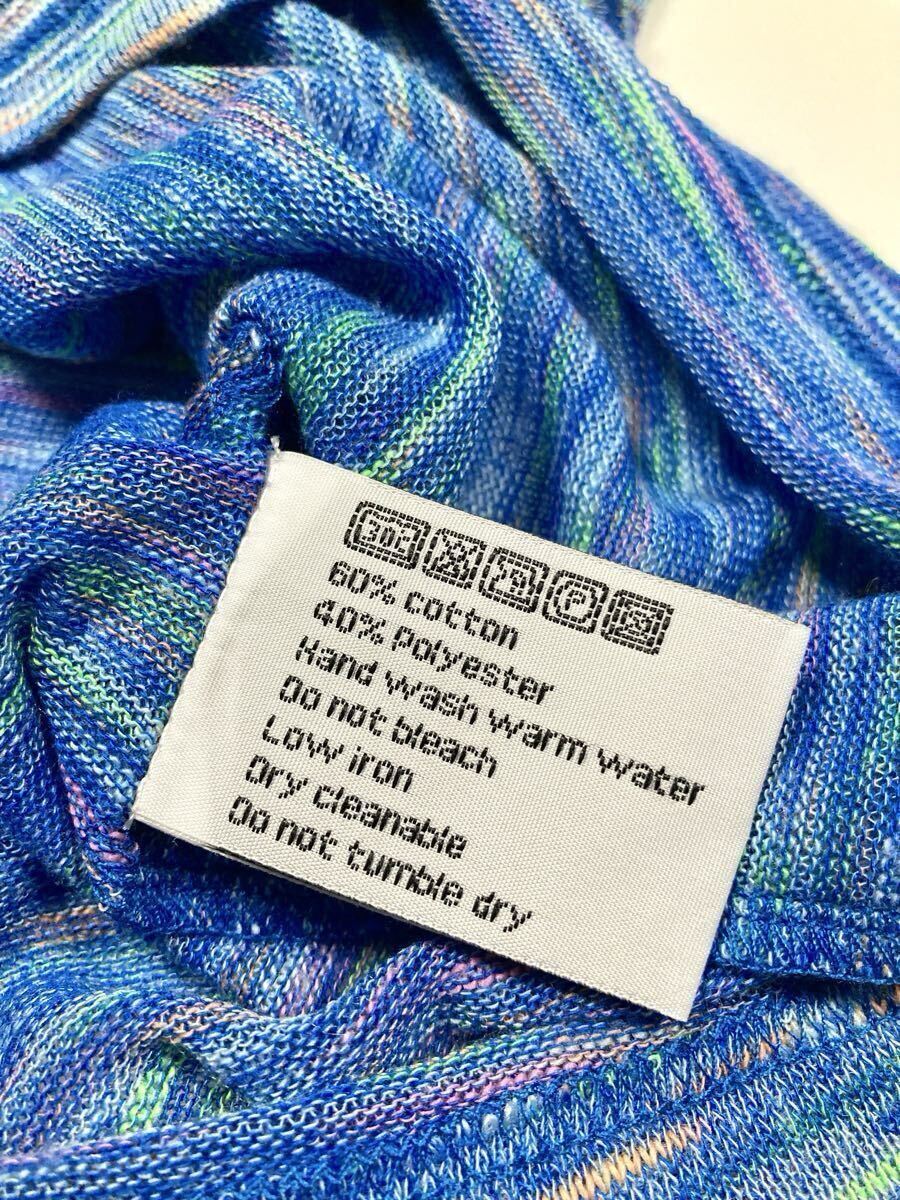 60% cotton
40% Polyester
Hand wash warm water
Do not bleach
Low iron
Dry cleanable
Do not tumble dry